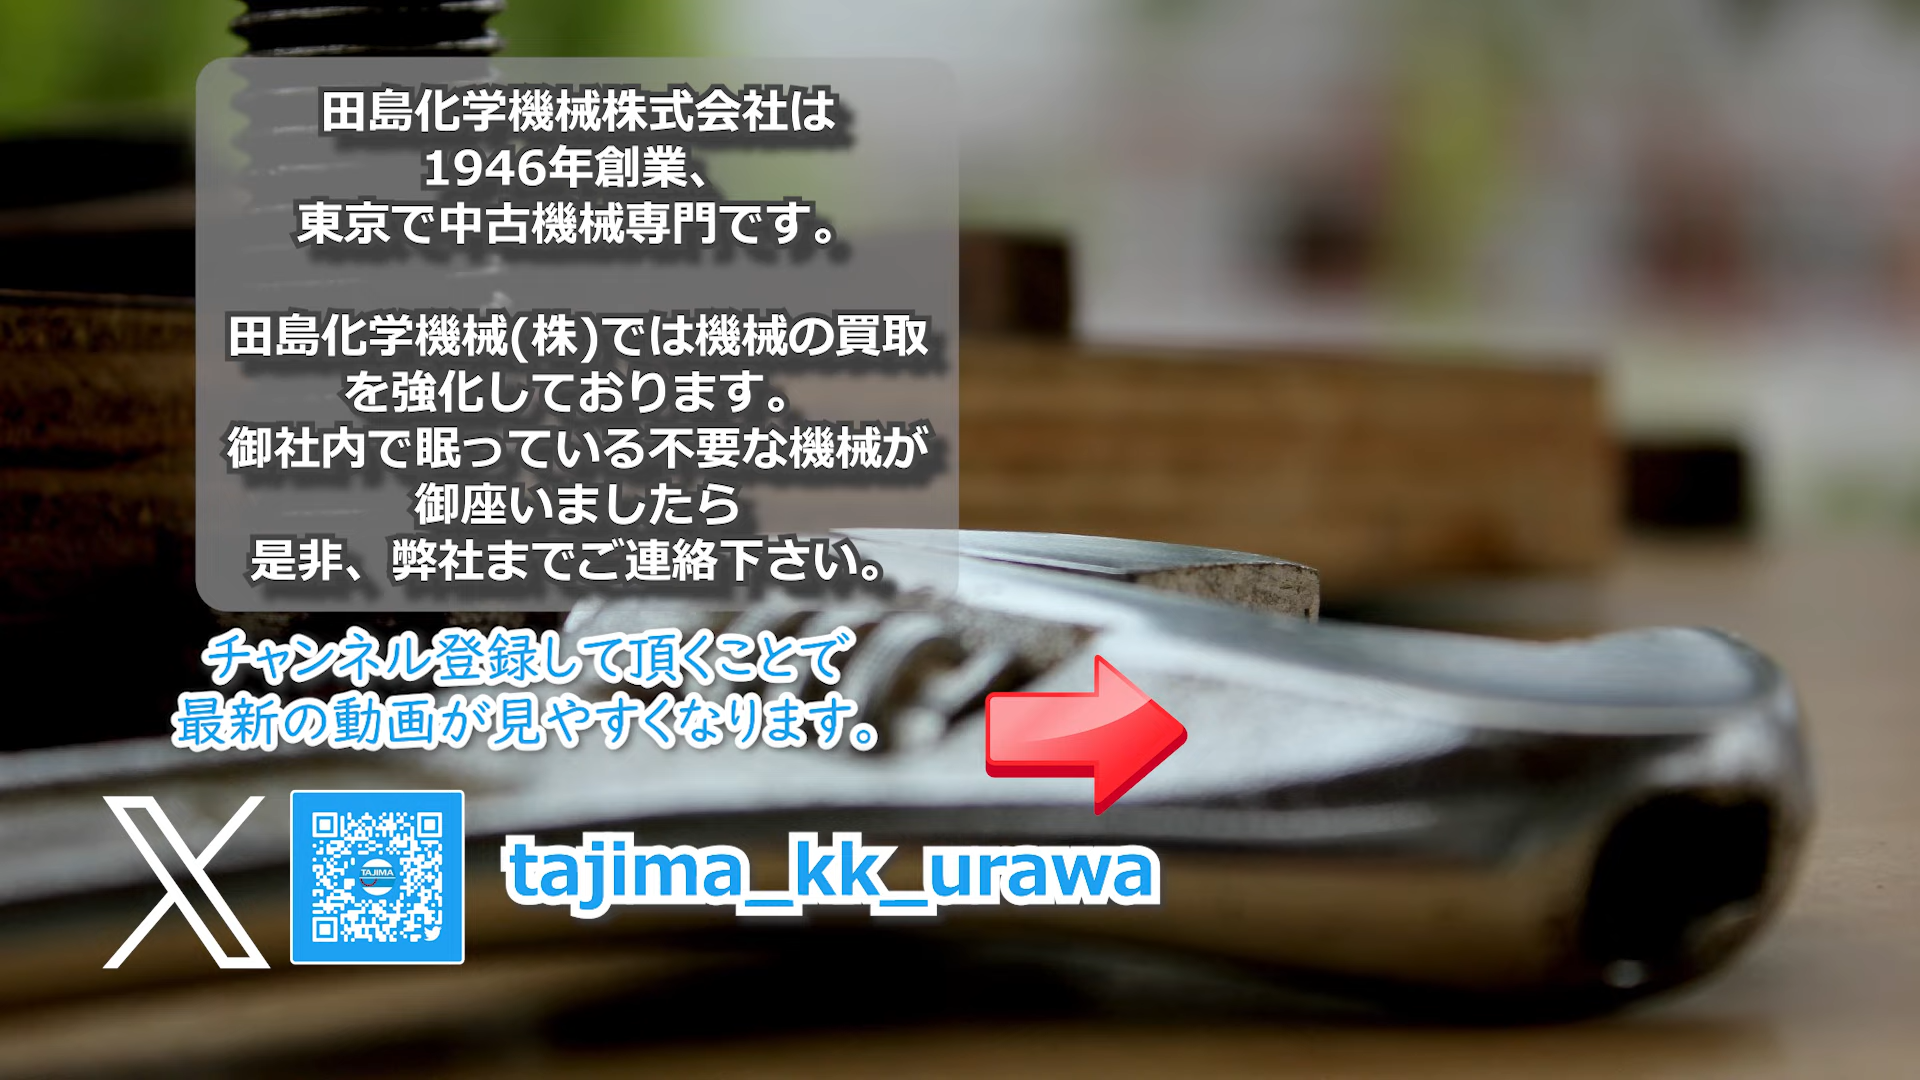 田島化学機械株式会社は
1946年創業、
東京で中古機械専門です。
田島化学機械(株)では機械の買取
を強化しております。
御社内で眠っている不要な機械が
御座いましたら
是非、弊社までご連絡下さい。
チャンネル登録して頂くことで
最新の動画が見やすくなります。
X
TAJIMA
tajima_kk_urawa